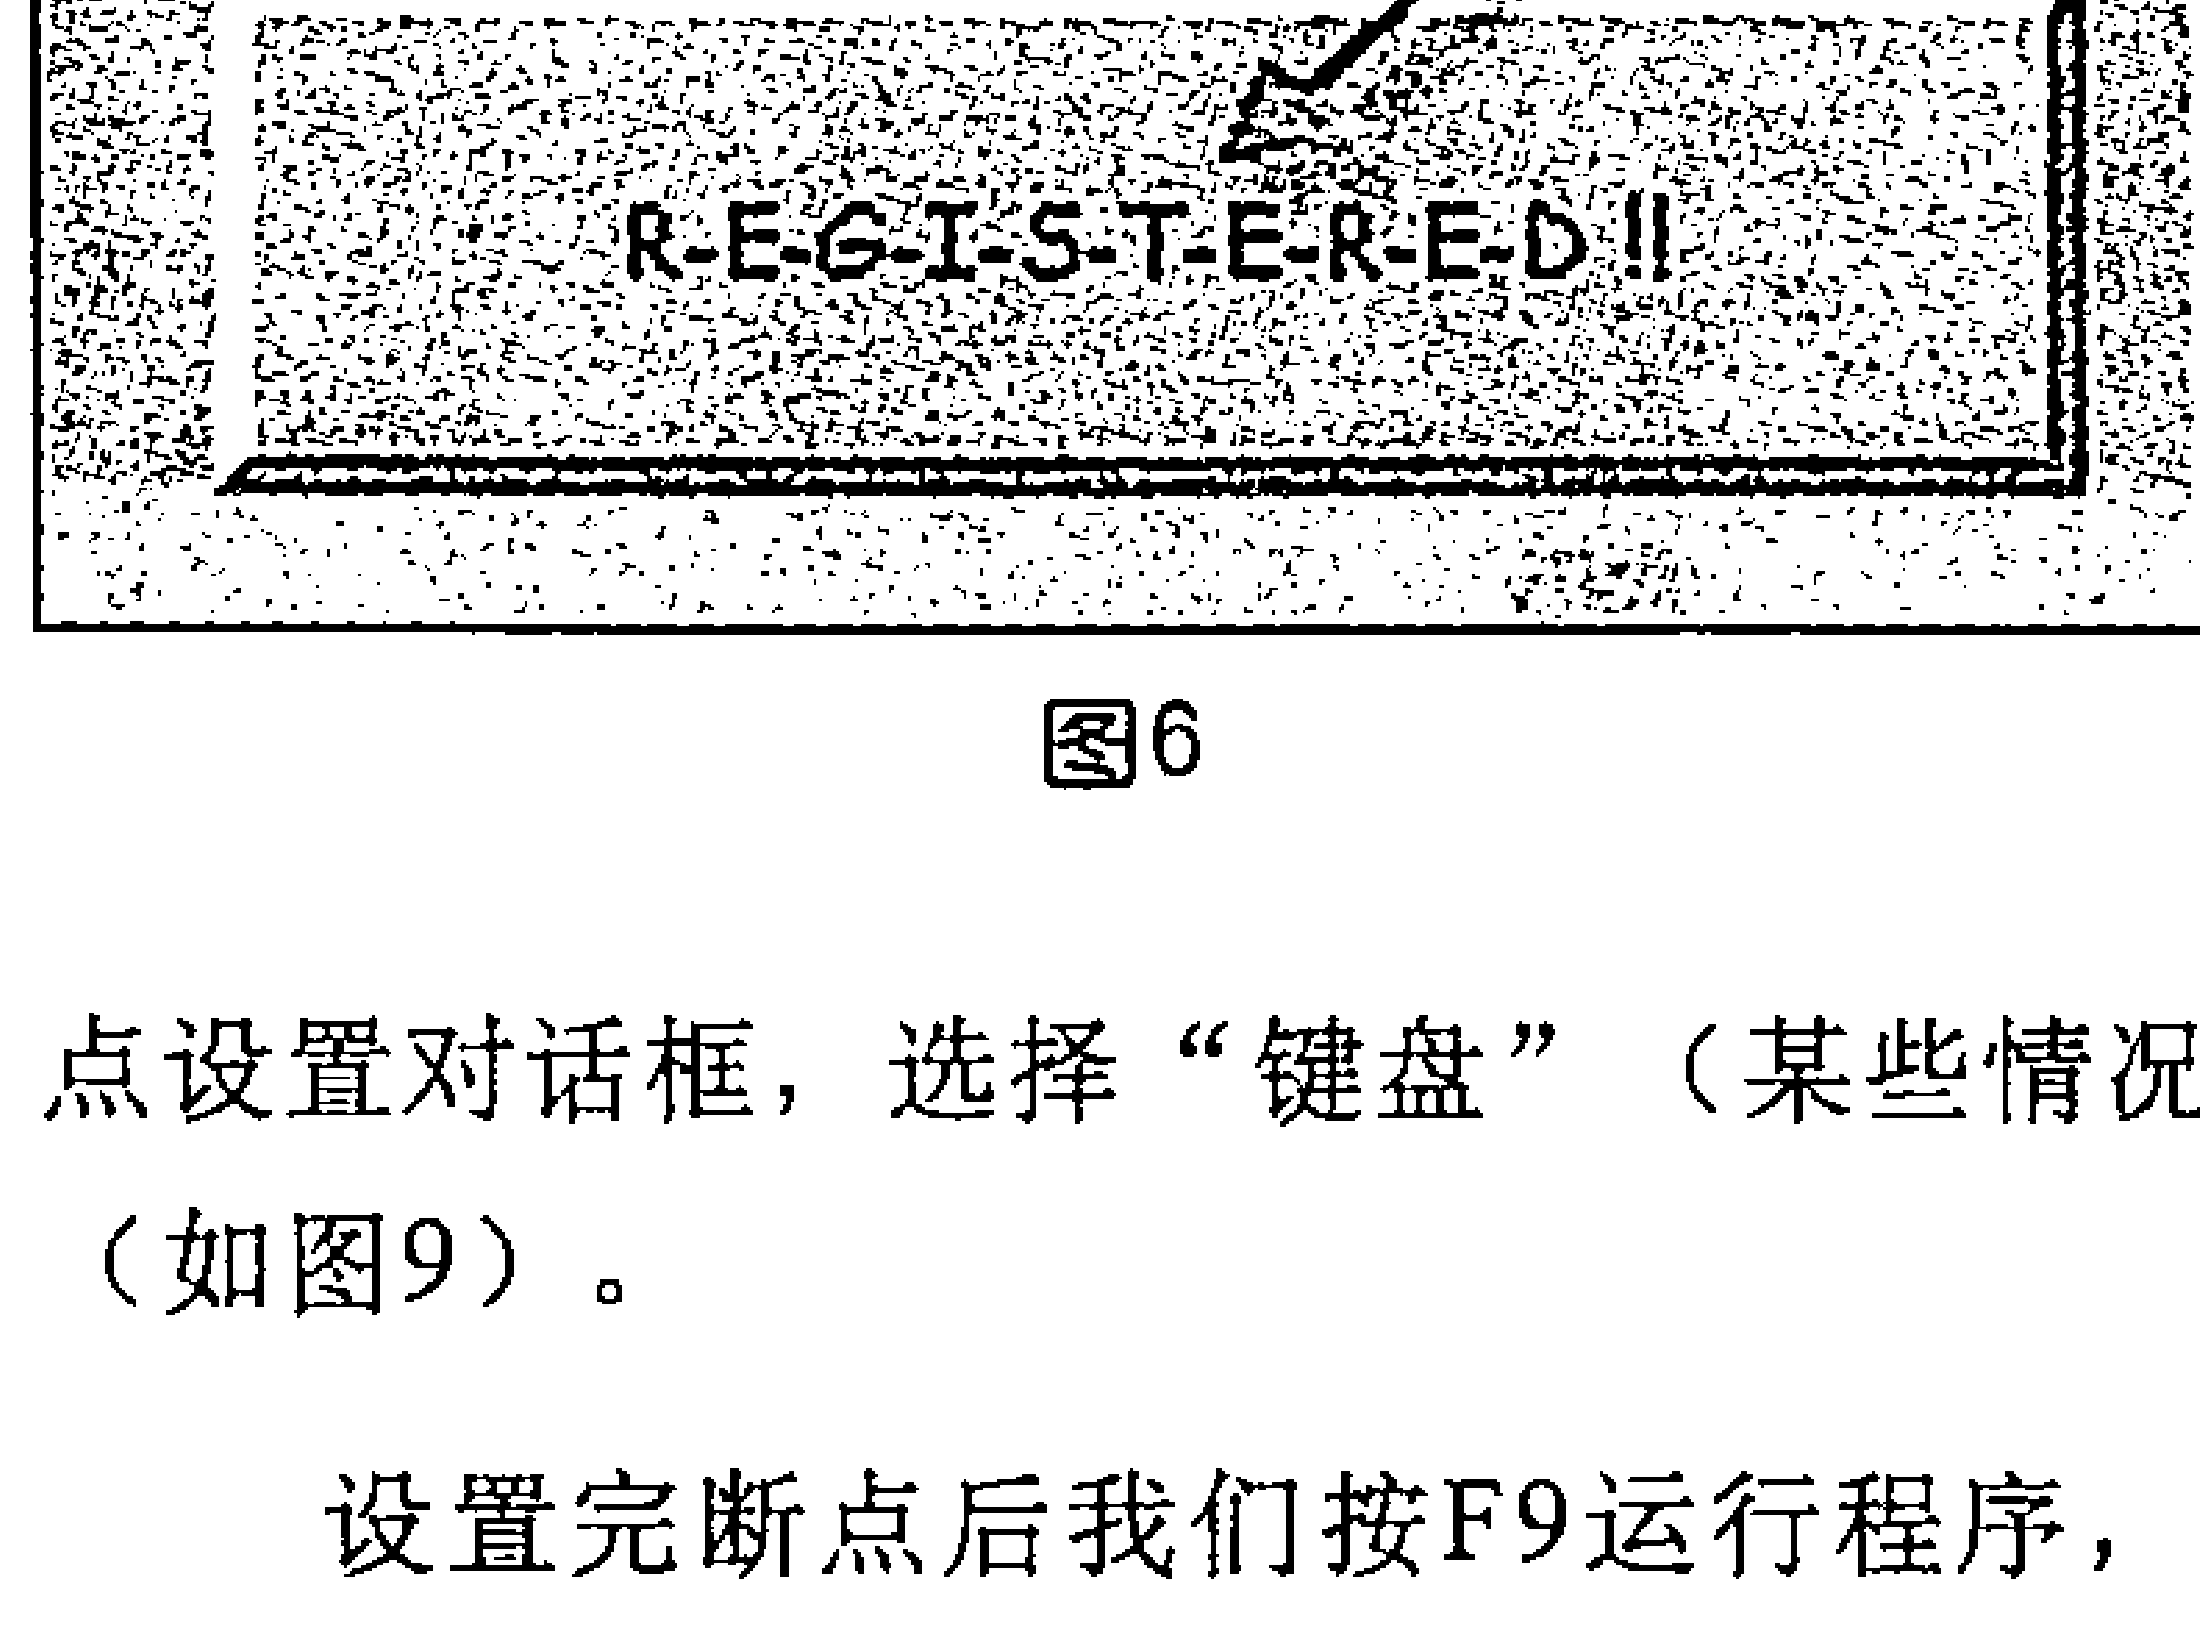 R-E-G-I-S-T-E-R-E-D !!
图6
点设置对话框，选择“键盘”（某些情况
（如图9）。
设置完断点后我们按F9运行程序，